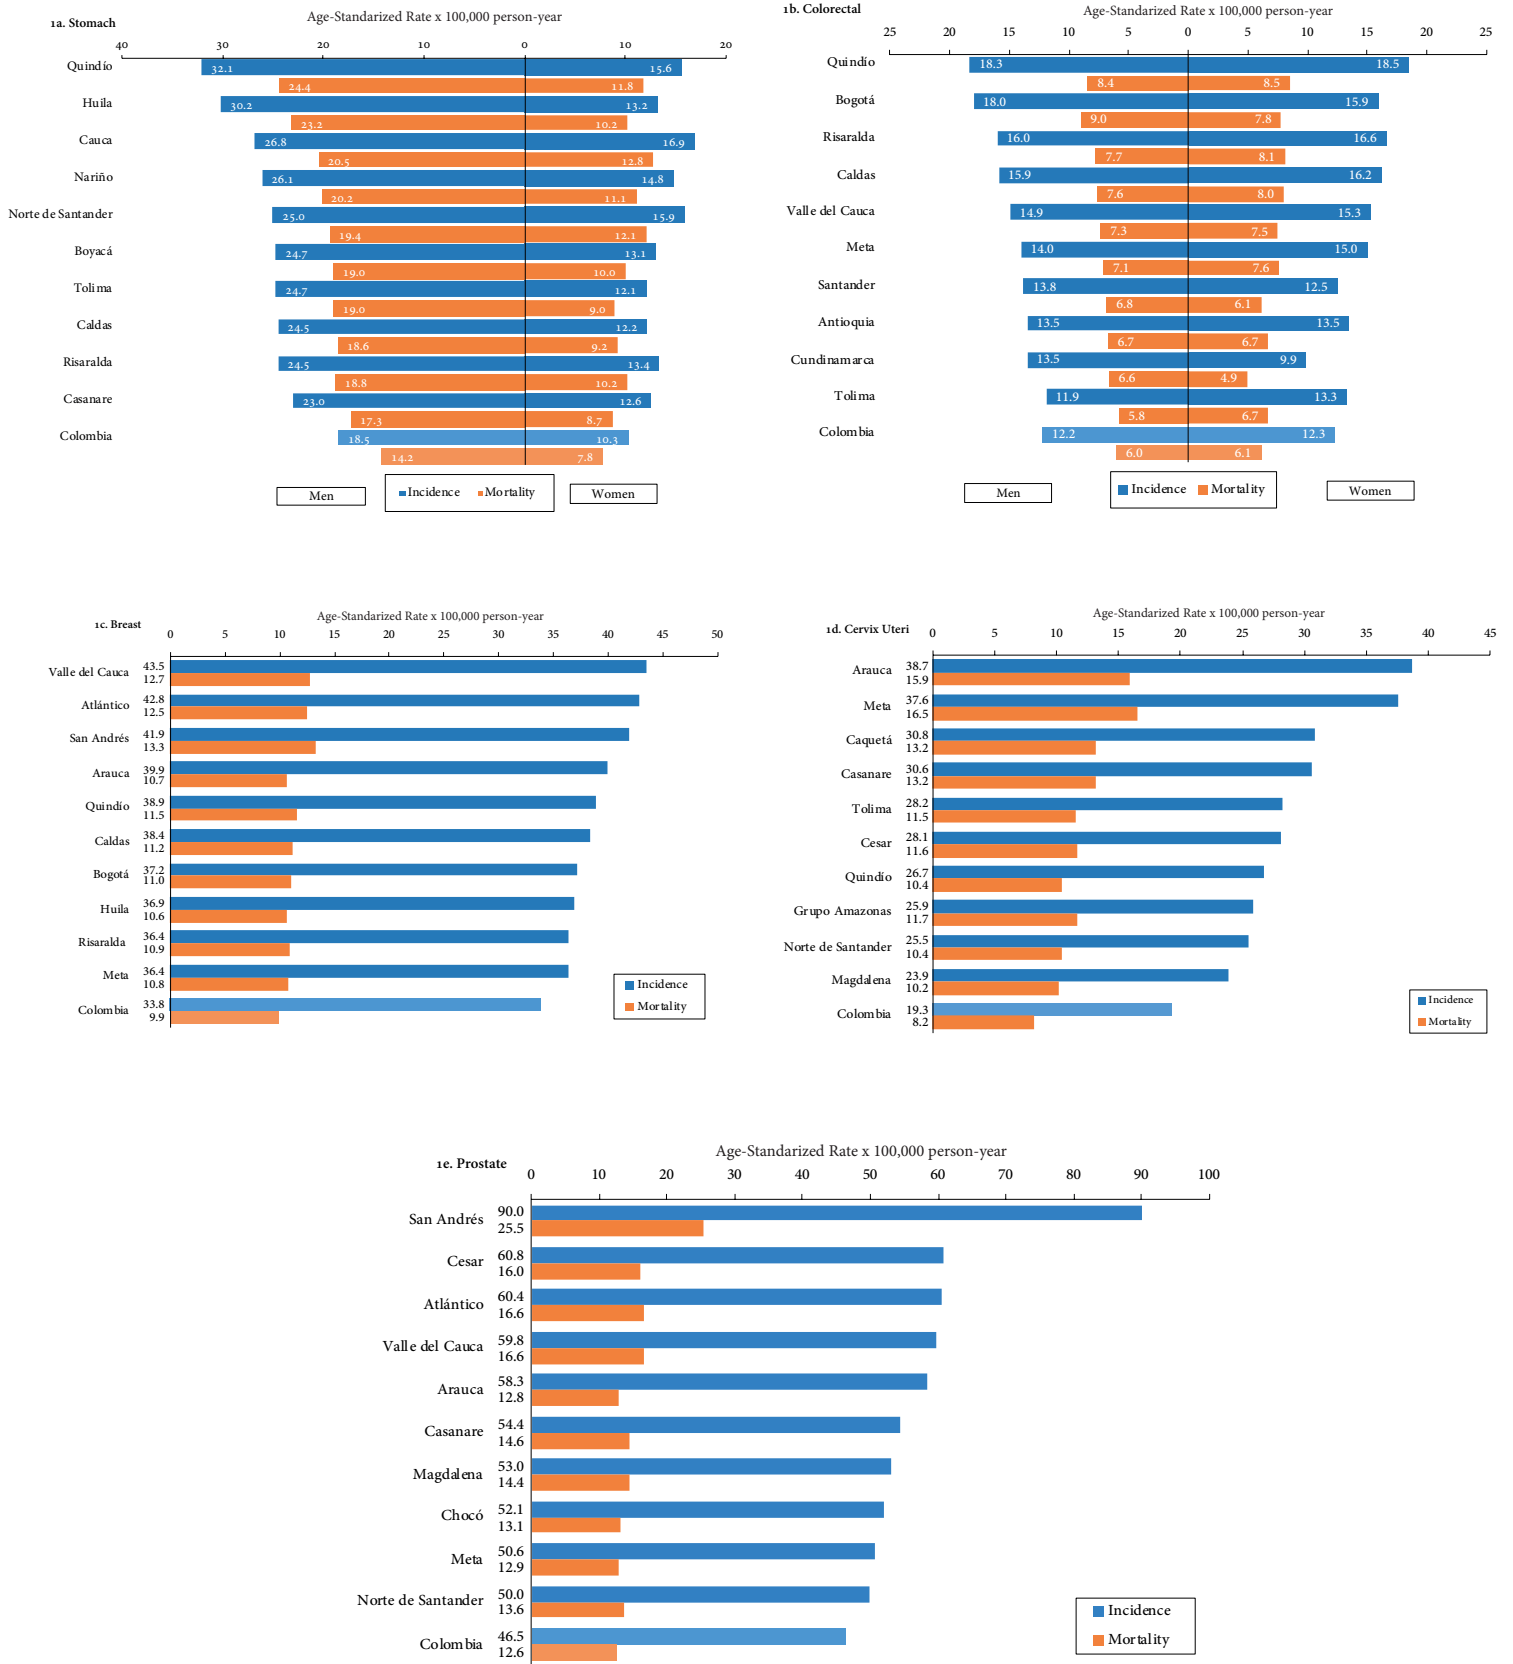 1a. Stomach
Age-Standarized Rate x 100,000 person-year
40 30 20 10 0 10 20
Quindío 32.1 15.6
24.4 11.8
Huila 30.2 13.2
23.2 10.2
Cauca 26.8 16.9
20.5 12.8
Nariño 26.1 14.8
20.2 11.1
Norte de Santander 25.0 15.9
19.4 12.1
Boyacá 24.7 13.1
19.0 10.0
Tolima 24.7 12.1
19.0 9.0
Caldas 24.5 12.2
18.6 9.2
Risaralda 24.5 13.4
18.8 10.2
Casanare 23.0 12.6
17.3 8.7
Colombia 18.5 10.3
14.2 7.8
Men
Incidence Mortality
Women
1b. Colorectal
Age-Standarized Rate x 100,000 person-year
25 20 15 10 5 0 5 10 15 20 25
Quindío 18.3 18.5
8.4 8.5
Bogotá 18.0 15.9
9.0 7.8
Risaralda 16.0 16.6
7.7 8.1
Caldas 15.9 16.2
7.6 8.0
Valle del Cauca 14.9 15.3
7.3 7.5
Meta 14.0 15.0
7.1 7.6
Santander 13.8 12.5
6.8 6.1
Antioquia 13.5 13.5
6.7 6.7
Cundinamarca 13.5 9.9
6.6 4.9
Tolima 11.9 13.3
5.8 6.7
Colombia 12.2 12.3
6.0 6.1
Men
Incidence Mortality
Women
1c. Breast
Age-Standarized Rate x 100,000 person-year
0 5 10 15 20 25 30 35 40 45 50
Valle del Cauca 43.5
12.7
Atlántico 42.8
12.5
San Andrés 41.9
13.3
Arauca 39.9
10.7
Quindío 38.9
11.5
Caldas 38.4
11.2
Bogotá 37.2
11.0
Huila 36.9
10.6
Risaralda 36.4
10.9
Meta 36.4
10.8
Colombia 33.8
9.9
Incidence
Mortality
1d. Cervix Uteri
Age-Standarized Rate x 100,000 person-year
0 5 10 15 20 25 30 35 40 45
Arauca 38.7
15.9
Meta 37.6
16.5
Caquetá 30.8
13.2
Casanare 30.6
13.2
Tolima 28.2
11.5
Cesar 28.1
11.6
Quindío 26.7
10.4
Grupo Amazonas 25.9
11.7
Norte de Santander 25.5
10.4
Magdalena 23.9
10.2
Colombia 19.3
8.2
Incidence
Mortality
1e. Prostate
Age-Standarized Rate x 100,000 person-year
0 10 20 30 40 50 60 70 80 90 100
San Andrés 90.0
25.5
Cesar 60.8
16.0
Atlántico 60.4
16.6
Valle del Cauca 59.8
16.6
Arauca 58.3
12.8
Casanare 54.4
14.6
Magdalena 53.0
14.4
Chocó 52.1
13.1
Meta 50.6
12.9
Norte de Santander 50.0
13.6
Colombia 46.5
12.6
Incidence
Mortality